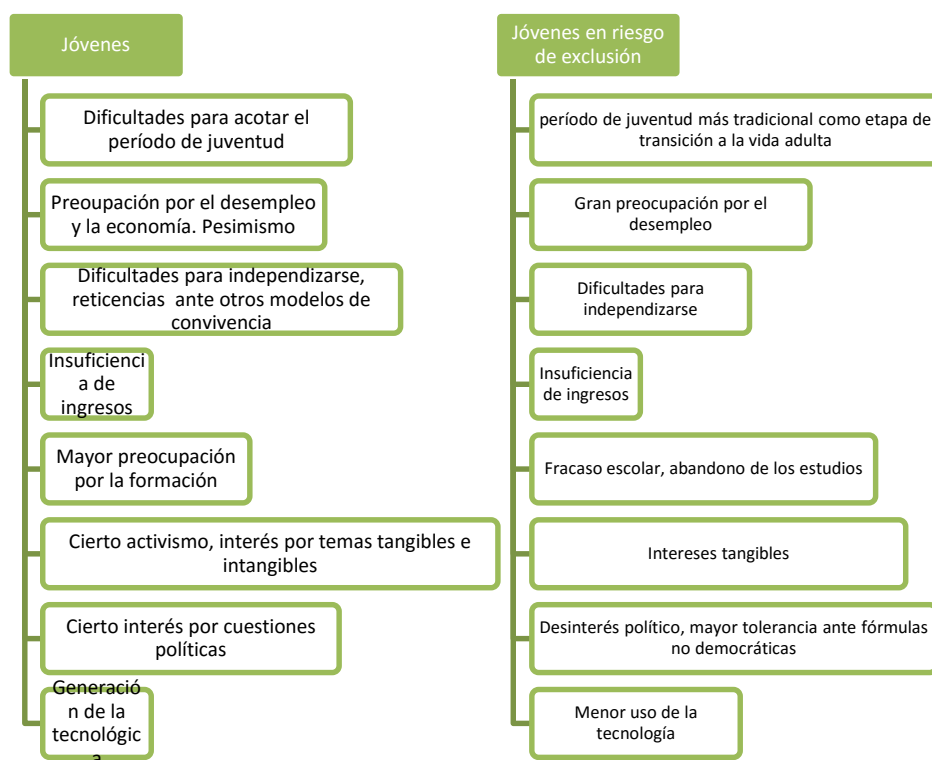 Jóvenes
Dificultades para acotar el
período de juventud
Preoupación por el desempleo
y la economía. Pesimismo
Dificultades para independizarse,
reticencias ante otros modelos de
convivencia
Insuficienci
a de
ingresos
Mayor preocupación
por la formación
Cierto activismo, interés por temas tangibles e
intangibles
Cierto interés por cuestiones
políticas
Generació
n de la
tecnológic
a
Jóvenes en riesgo
de exclusión
período de juventud más tradicional como etapa de
transición a la vida adulta
Gran preocupación por el
desempleo
Dificultades para
independizarse
Insuficiencia
de ingresos
Fracaso escolar, abandono de los estudios
Intereses tangibles
Desinterés político, mayor tolerancia ante fórmulas
no democráticas
Menor uso de la
tecnología